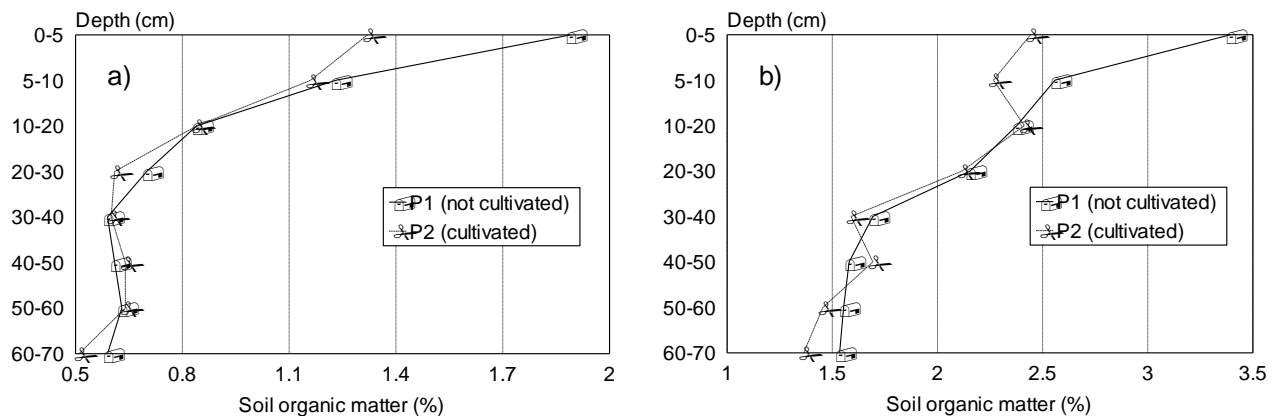 Depth (cm)
0-5
5-10
10-20
20-30
30-40
40-50
50-60
60-70
a)
P1 (not cultivated)
P2 (cultivated)
0.5 0.8 1.1 1.4 1.7 2
Soil organic matter (%)
Depth (cm)
0-5
5-10
10-20
20-30
30-40
40-50
50-60
60-70
b)
P1 (not cultivated)
P2 (cultivated)
1 1.5 2 2.5 3 3.5
Soil organic matter (%)